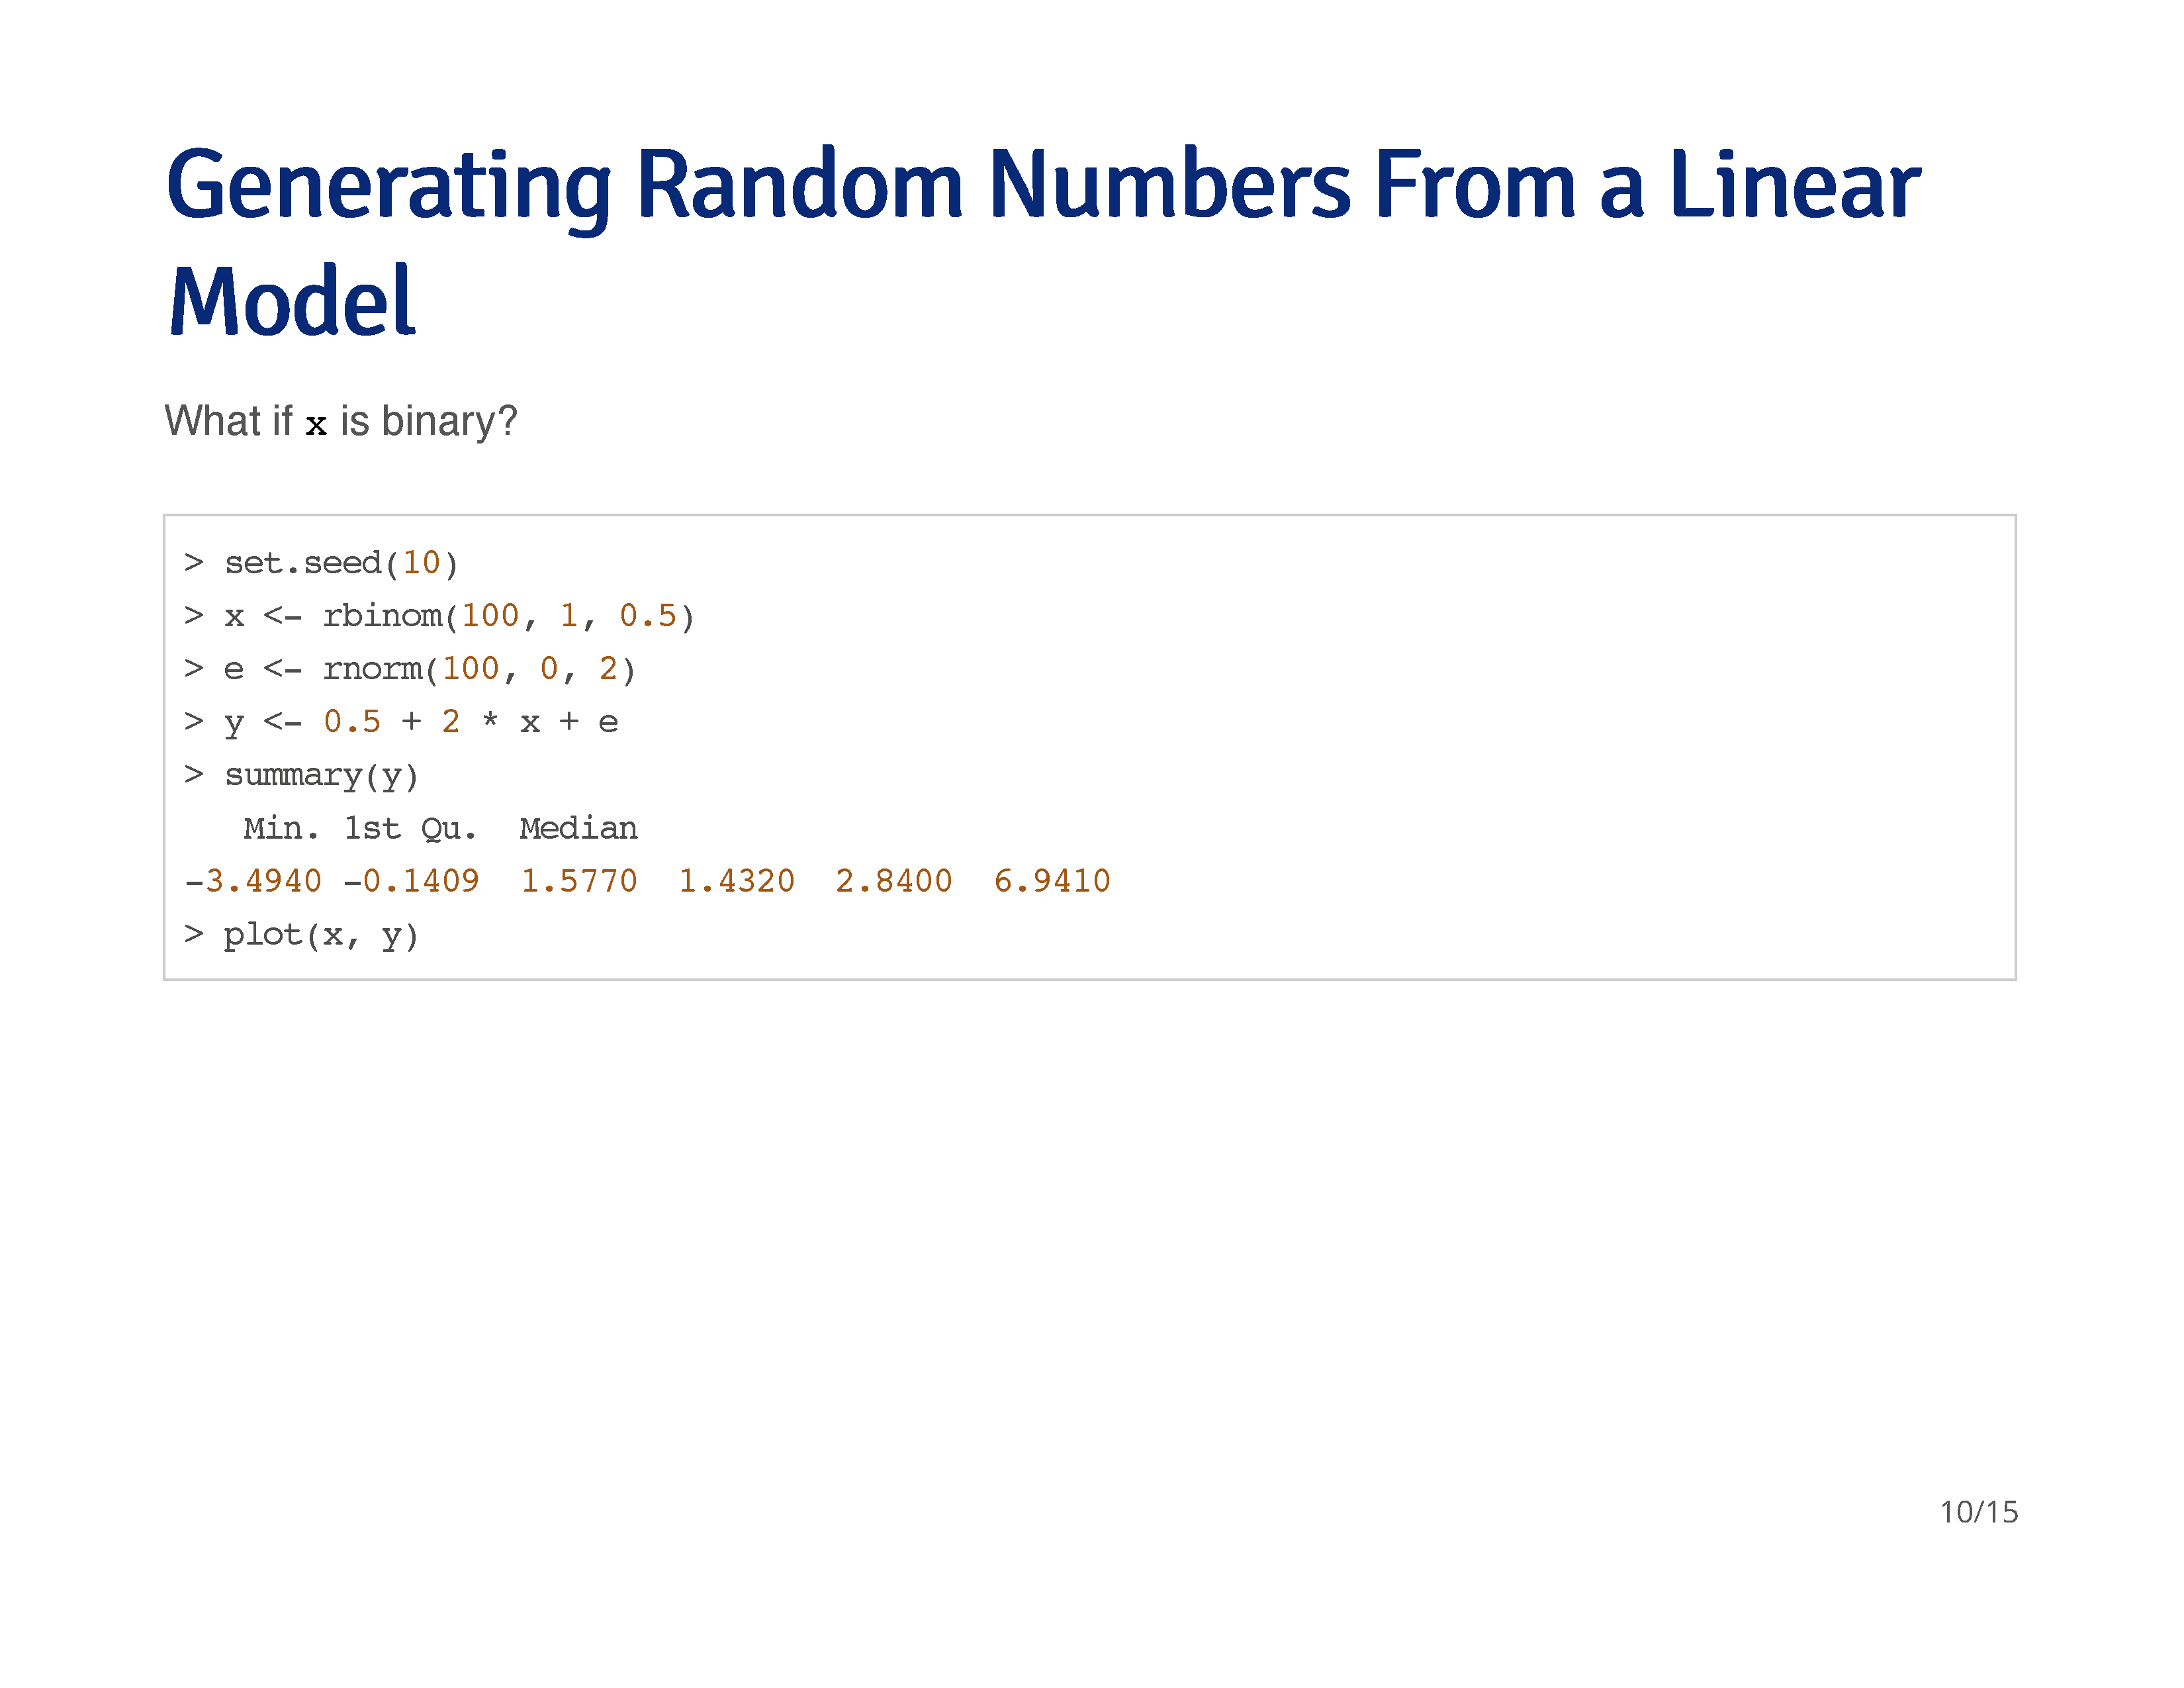 Generating Random Numbers From a Linear
Model
What if x is binary?
> set.seed(10)
> x <- rbinom(100, 1, 0.5)
> e <- rnorm(100, 0, 2)
> y <- 0.5 + 2 * x + e
> summary(y)
   Min. 1st Qu.  Median
-3.4940 -0.1409  1.5770  1.4320  2.8400  6.9410
> plot(x, y)
10/15